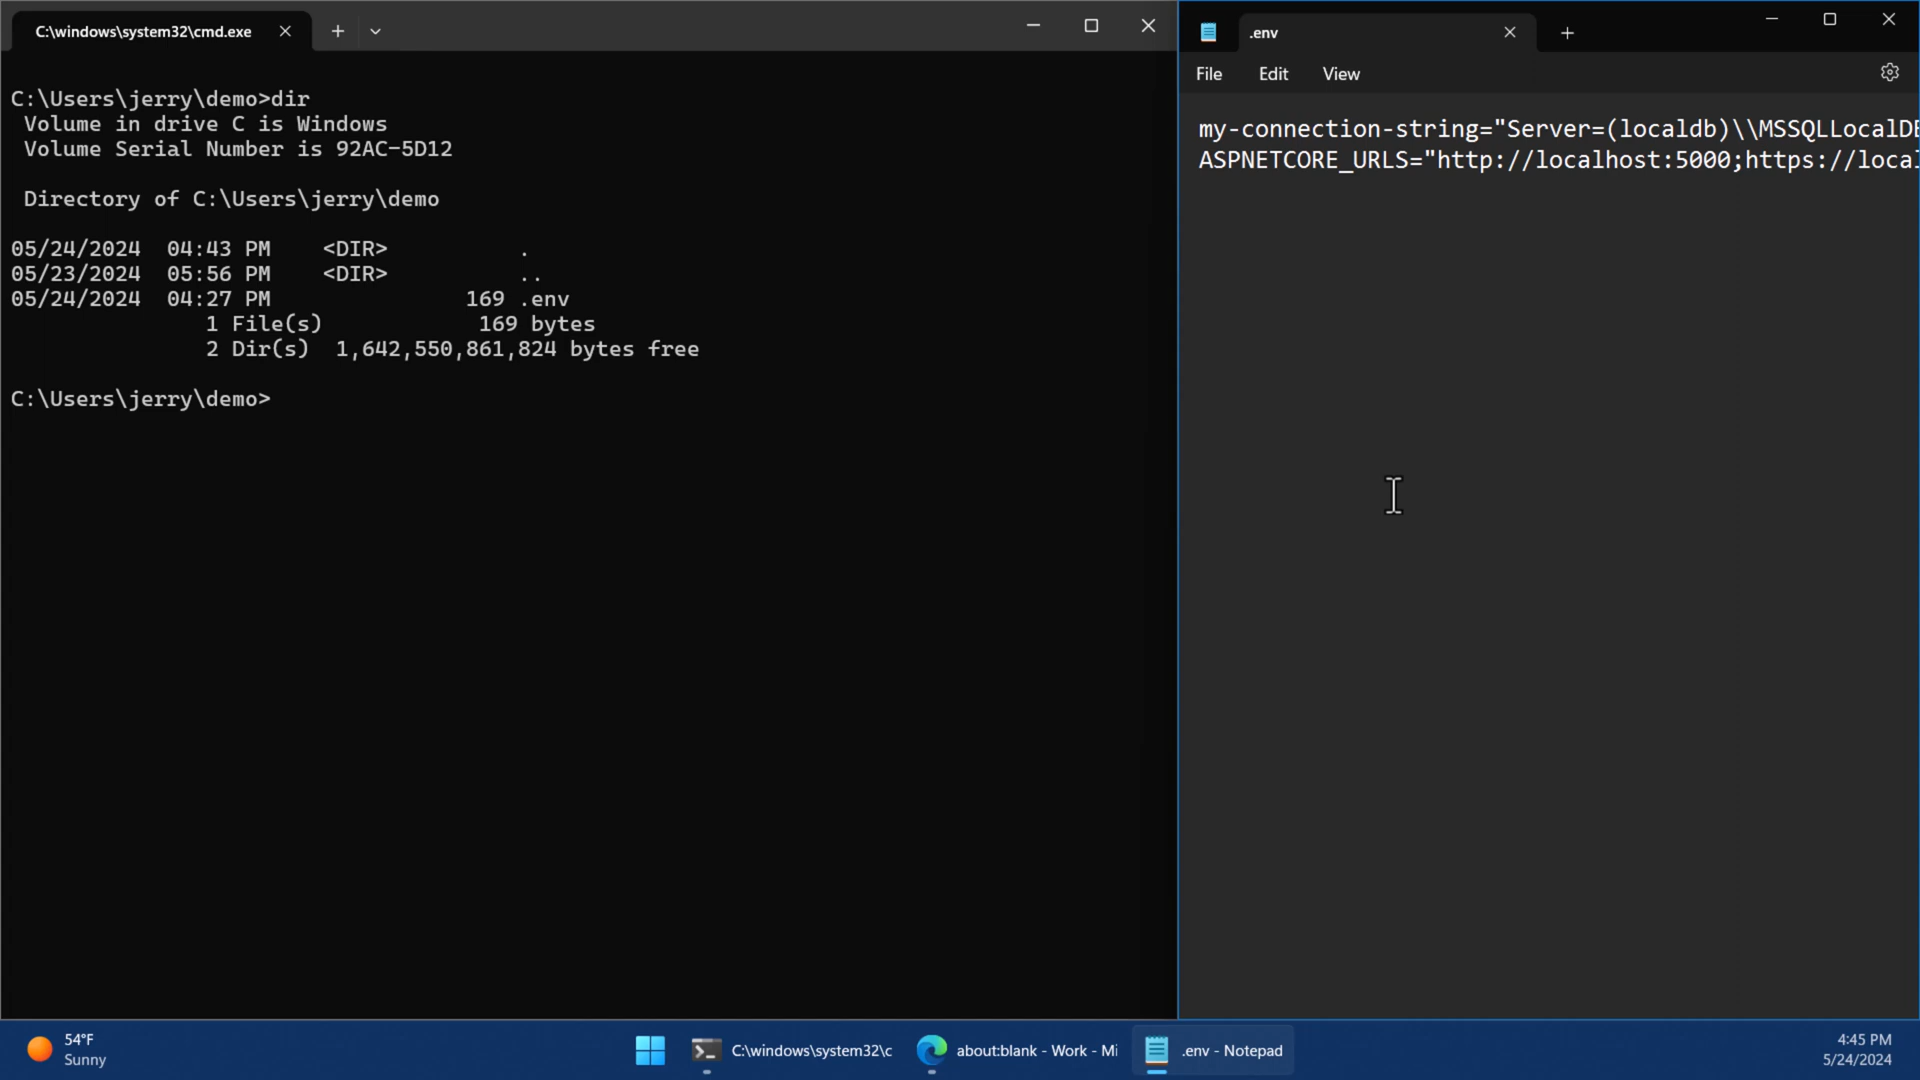 C:\windows\system32\cmd.exe
C:\Users\jerry\demo>dir
Volume in drive C is Windows
Volume Serial Number is 92AC-5D12
Directory of C:\Users\jerry\demo
05/24/2024  04:43 PM    <DIR>          .
05/23/2024  05:56 PM    <DIR>          ..
05/24/2024  04:27 PM               169 .env
1 File(s)            169 bytes
2 Dir(s)  1,642,550,861,824 bytes free
C:\Users\jerry\demo>
.env
File Edit View
my-connection-string="Server=(localdb)\\MSSQLLocalDB
ASPNETCORE_URLS="http://localhost:5000;https://local
54°F
Sunny
C:\windows\system32\c
about:blank - Work - Mi
.env - Notepad
4:45 PM
5/24/2024